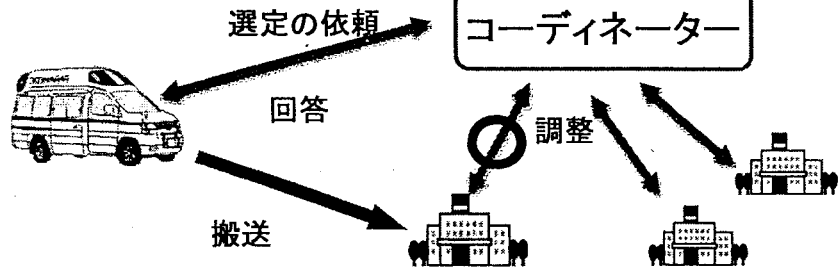 選定の依頼
コーディネーター
回答
調整
搬送